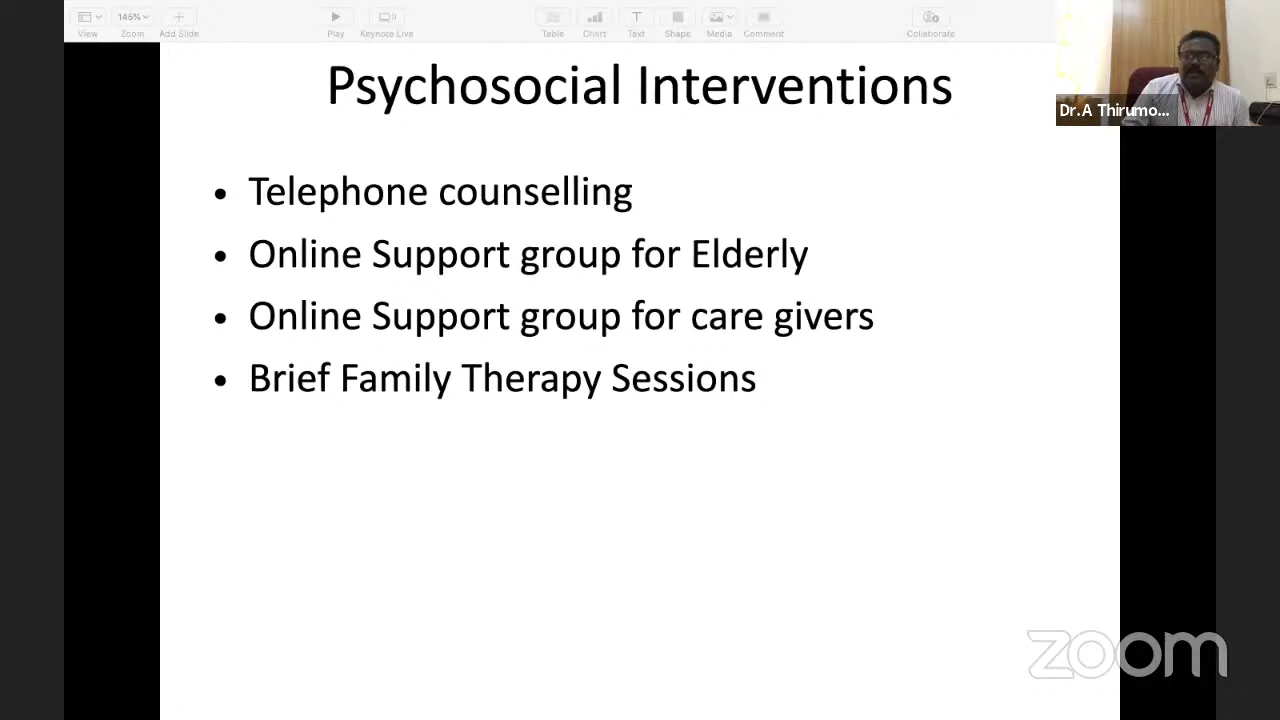 145%
View
Zoom
Add Slide
Play
Keynote Live
Table
Chart
Text
Shape
Media
Comment
Collaborate
Dr.A Thirumo...
Psychosocial Interventions
• Telephone counselling
• Online Support group for Elderly
• Online Support group for care givers
• Brief Family Therapy Sessions
zoom